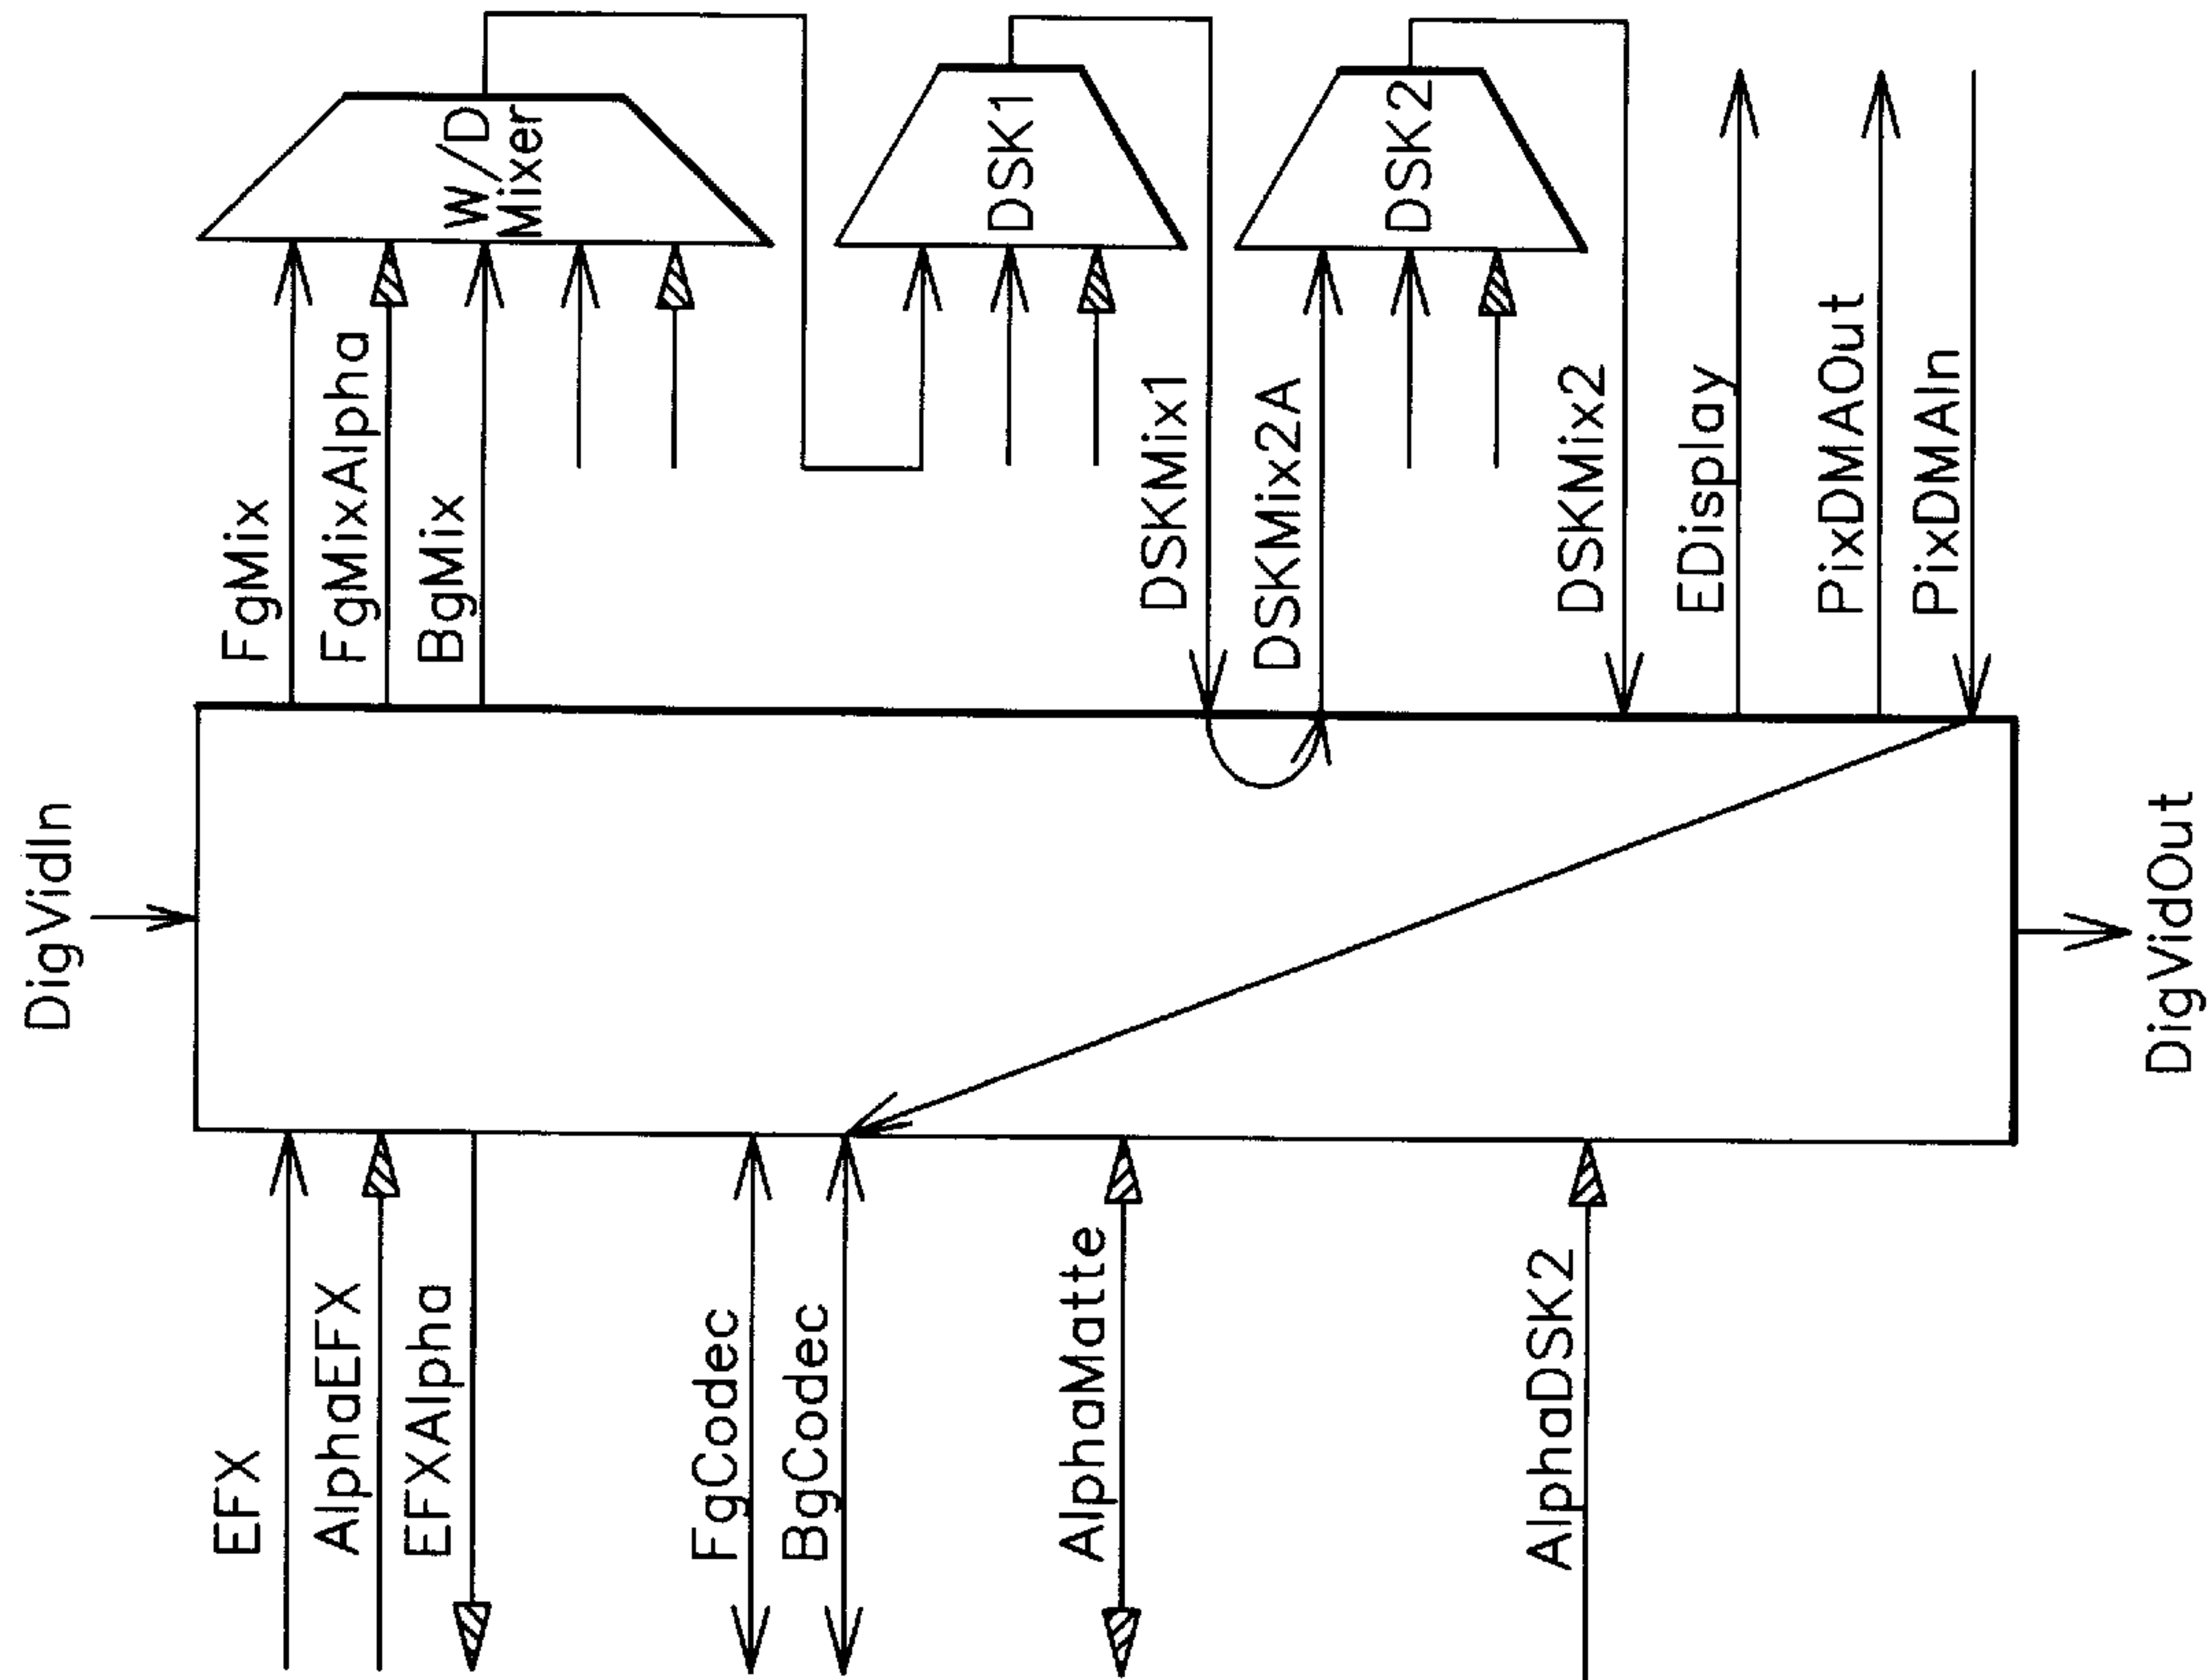 DigVidIn
EFX
AlphaEFX
EFXAlpha
FgCodec
BgCodec
AlphaMatte
AlphaDSK2
FgMix
FgMixAlpha
BgMix
W/D
Mixer
DSK1
DSKMix1
DSKMix2A
DSK2
DSKMix2
EDisplay
PixDMAOut
PixDMAIn
DigVidOut